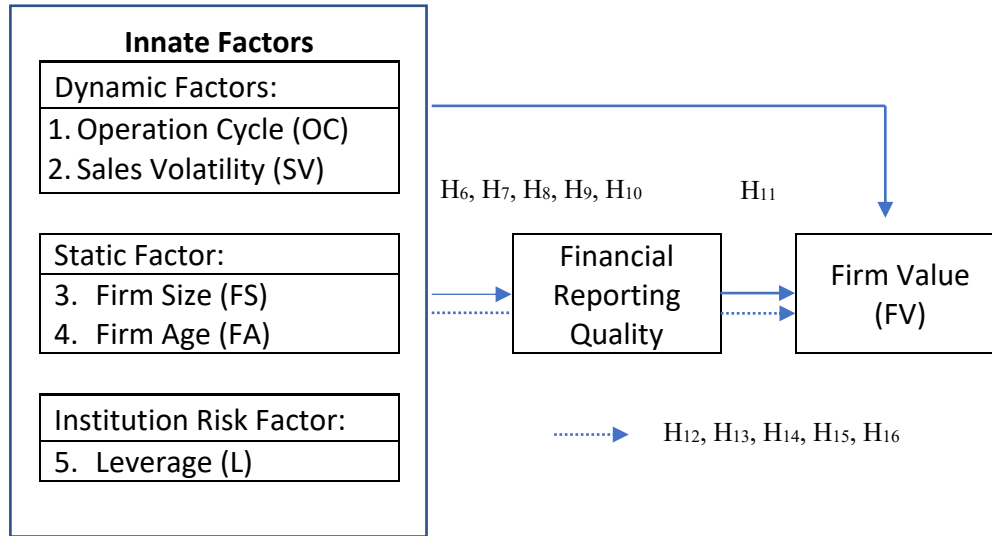 Innate Factors
Dynamic Factors:
1. Operation Cycle (OC)
2. Sales Volatility (SV)
Static Factor:
3. Firm Size (FS)
4. Firm Age (FA)
Institution Risk Factor:
5. Leverage (L)
H6, H7, H8, H9, H10
H11
Financial
Reporting
Quality
Firm Value
(FV)
H12, H13, H14, H15, H16